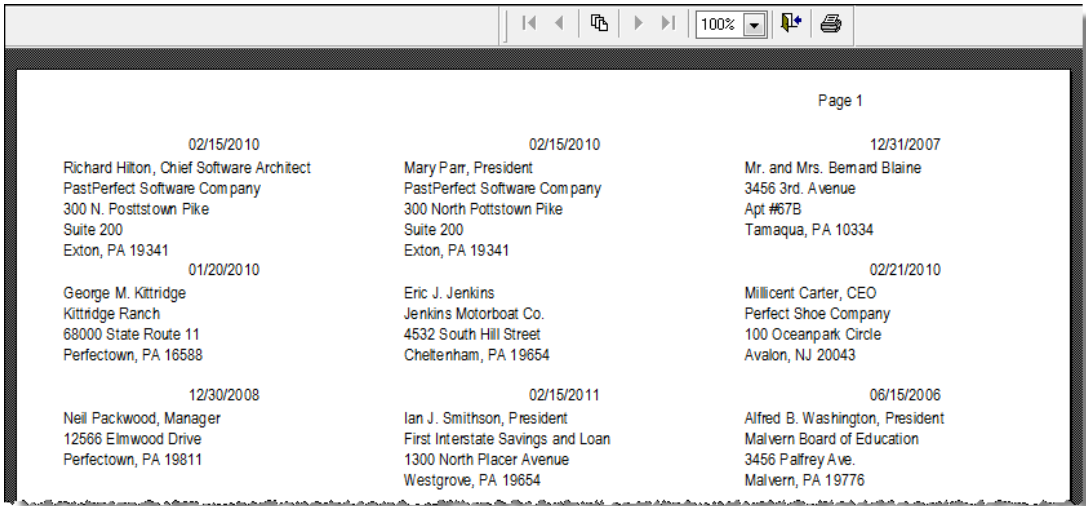 100%
Page 1
02/15/2010
Richard Hilton, Chief Software Architect
PastPerfect Software Company
300 N. Posttstown Pike
Suite 200
Exton, PA 19341
02/15/2010
Mary Parr, President
PastPerfect Software Company
300 North Pottstown Pike
Suite 200
Exton, PA 19341
12/31/2007
Mr. and Mrs. Bernard Blaine
3456 3rd. Avenue
Apt #67B
Tamaqua, PA 10334
01/20/2010
George M. Kittridge
Kittridge Ranch
68000 State Route 11
Perfectown, PA 16588
Eric J. Jenkins
Jenkins Motorboat Co.
4532 South Hill Street
Cheltenham, PA 19654
02/21/2010
Millicent Carter, CEO
Perfect Shoe Company
100 Oceanpark Circle
Avalon, NJ 20043
12/30/2008
Neil Packwood, Manager
12566 Elmwood Drive
Perfectown, PA 19811
02/15/2011
Ian J. Smithson, President
First Interstate Savings and Loan
1300 North Placer Avenue
Westgrove, PA 19654
06/15/2006
Alfred B. Washington, President
Malvern Board of Education
3456 Palfrey Ave.
Malvern, PA 19776